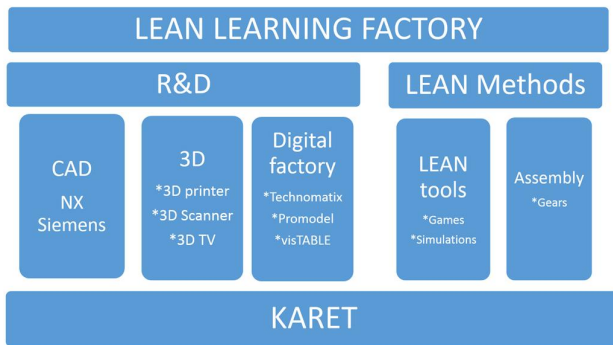 LEAN LEARNING FACTORY
R&D
LEAN Methods
CAD
NX
Siemens
3D
*3D printer
*3D Scanner
*3D TV
Digital
factory
*Technomatix
*Promodel
*visTABLE
LEAN
tools
*Games
*Simulations
Assembly
*Gears
KARET